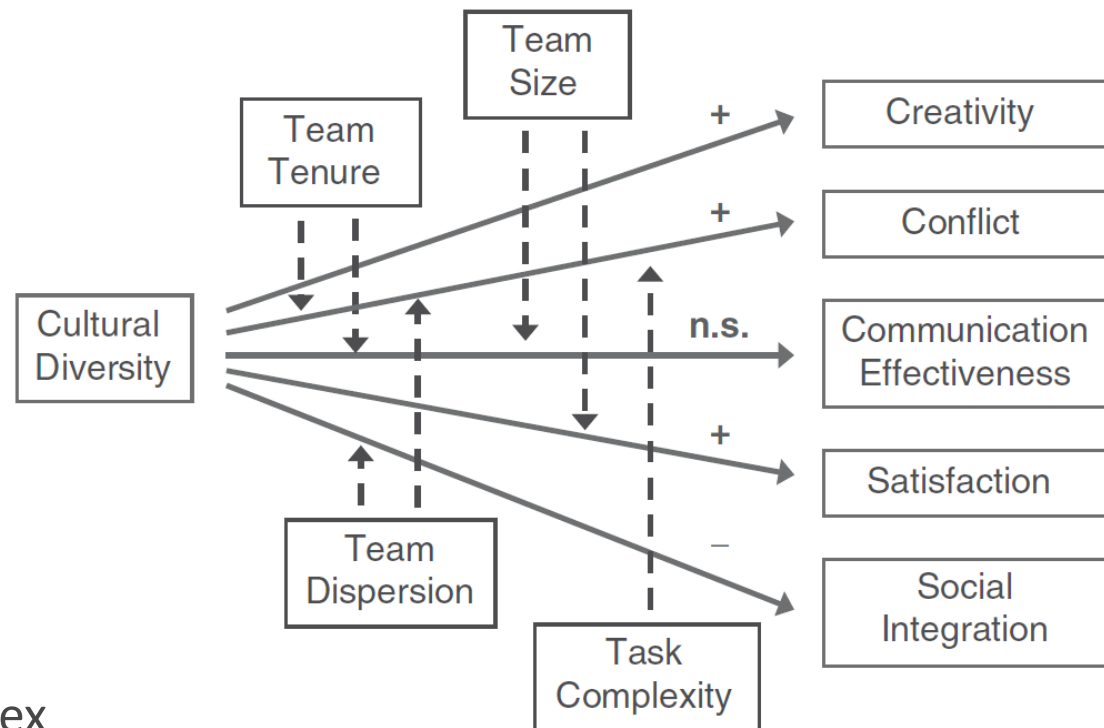 Team
Size
+
Creativity
Team
Tenure
+
Conflict
Cultural
Diversity
n.s.
Communication
Effectiveness
+
Satisfaction
Team
Dispersion
–
Social
Integration
Task
Complexity
ex